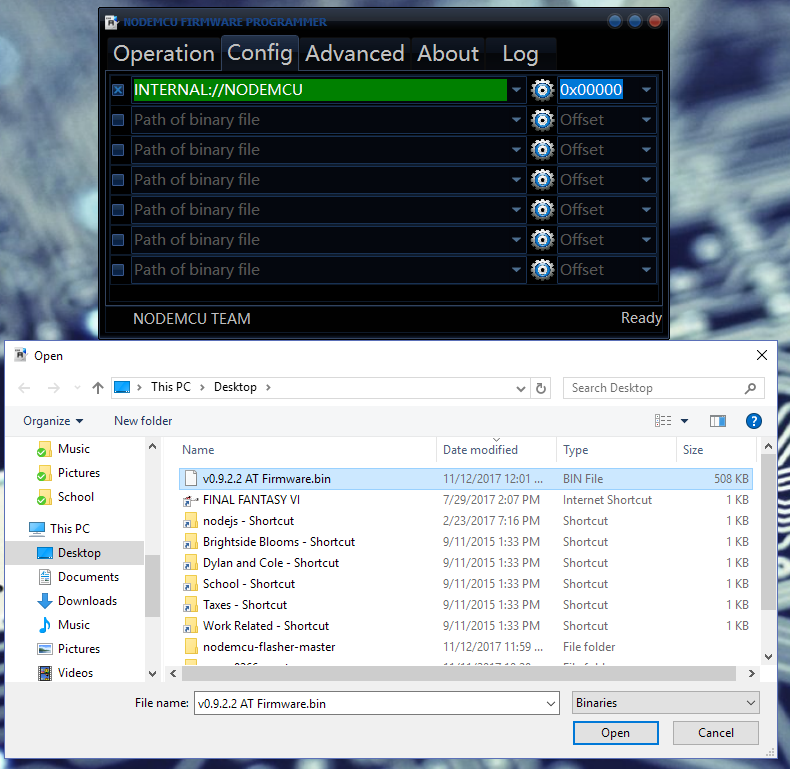 NODEMCU FIRMWARE PROGRAMMER
Operation Config Advanced About Log
INTERNAL://NODEMCU 0x00000
Path of binary file Offset
Path of binary file Offset
Path of binary file Offset
Path of binary file Offset
Path of binary file Offset
Path of binary file Offset
NODEMCU TEAM Ready
Open
This PC Desktop Search Desktop
Organize New folder
Name Date modified Type Size
Music
Pictures
School
This PC
Desktop
Documents
Downloads
Music
Pictures
Videos
v0.9.2.2 AT Firmware.bin 11/12/2017 12:01 ... BIN File 508 KB
FINAL FANTASY VI 7/29/2017 2:07 PM Internet Shortcut 1 KB
nodejs - Shortcut 2/23/2017 7:16 PM Shortcut 1 KB
Brightside Blooms - Shortcut 9/11/2015 1:33 PM Shortcut 1 KB
Dylan and Cole - Shortcut 9/11/2015 1:33 PM Shortcut 1 KB
School - Shortcut 9/11/2015 1:33 PM Shortcut 1 KB
Taxes - Shortcut 9/11/2015 1:33 PM Shortcut 1 KB
Work Related - Shortcut 9/11/2015 1:33 PM Shortcut 1 KB
nodemcu-flasher-master 11/12/2017 11:59 ... File folder
File name: v0.9.2.2 AT Firmware.bin Binaries
Open Cancel